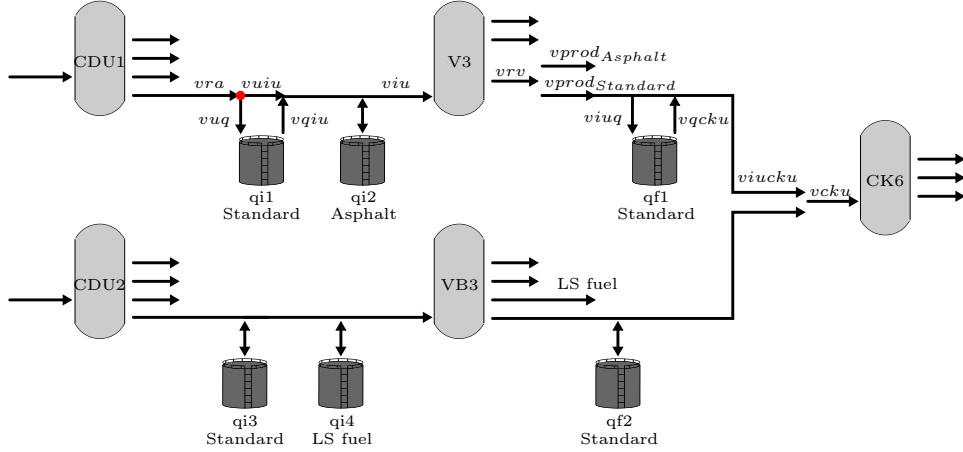 CDU1
V3
vprod_Asphalt
vra
vuiu
viu
vrv
vprod_Standard
vuq
vqiu
viuq
vqcku
qi1
Standard
qi2
Asphalt
qf1
Standard
viucku
vcku
CK6
CDU2
VB3
LS fuel
qi3
Standard
qi4
LS fuel
qf2
Standard